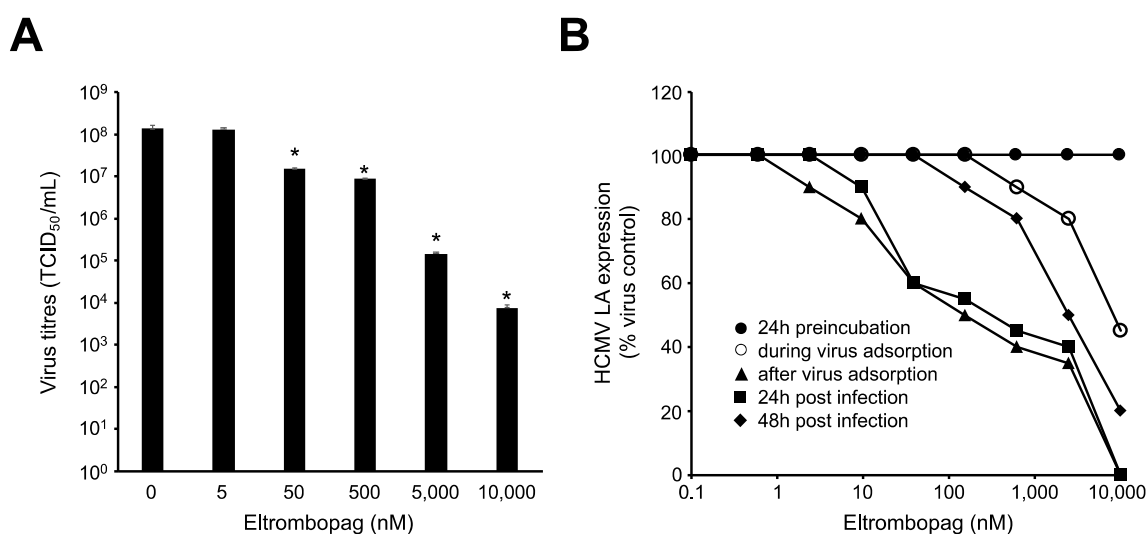 A
10⁹
10⁸
10⁷
10⁶
10⁵
10⁴
10³
10²
10¹
10⁰
Virus titres (TCID₅₀/mL)
*
*
*
*
0 5 50 500 5,000 10,000
Eltrombopag (nM)
B
120
100
80
60
40
20
0
HCMV LA expression
(% virus control)
24h preincubation
during virus adsorption
after virus adsorption
24h post infection
48h post infection
0.1 1 10 100 1,000 10,000
Eltrombopag (nM)